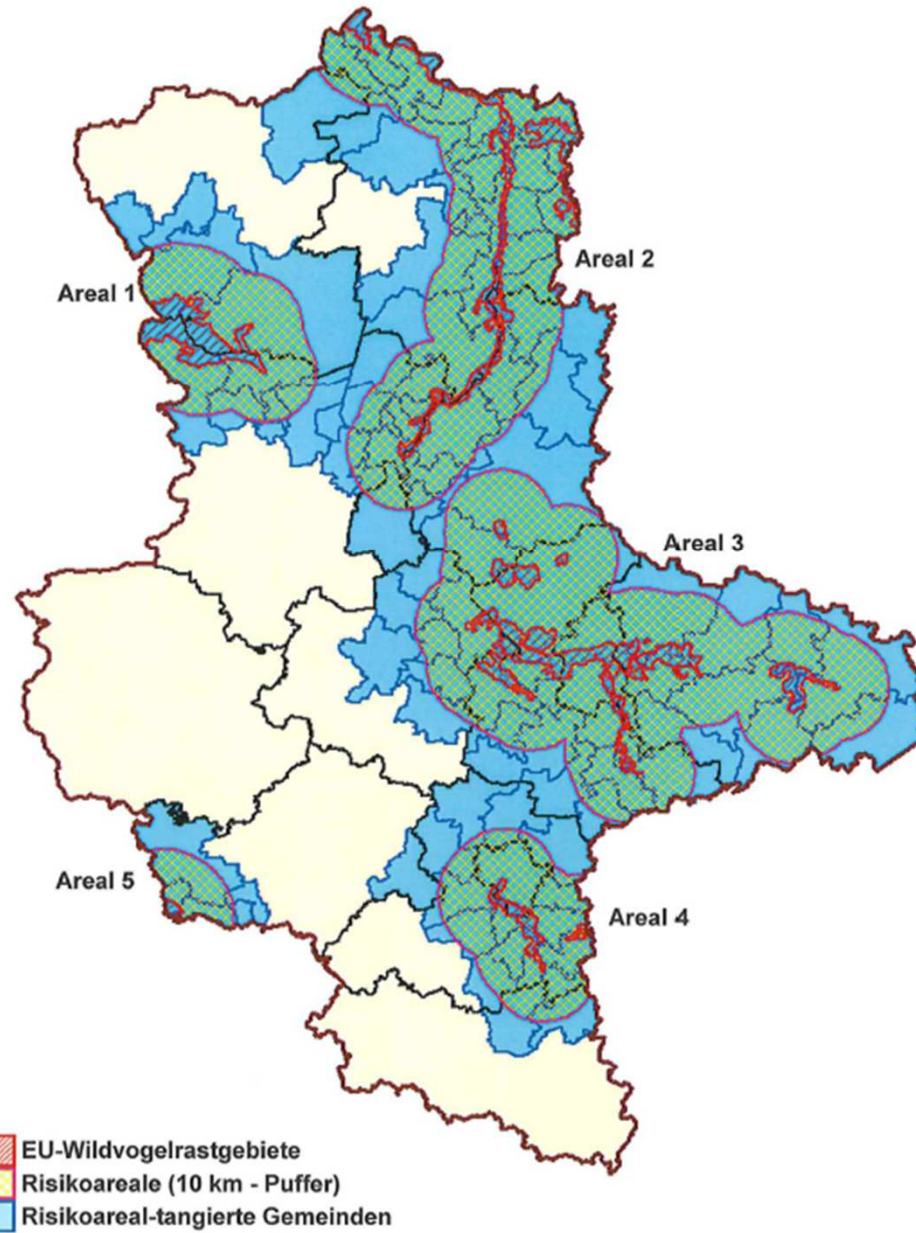 Areal 2
Areal 1
Areal 3
Areal 5
Areal 4
EU-Wildvogelrastgebiete
Risikoareale (10 km - Puffer)
Risikoareal-tangierte Gemeinden